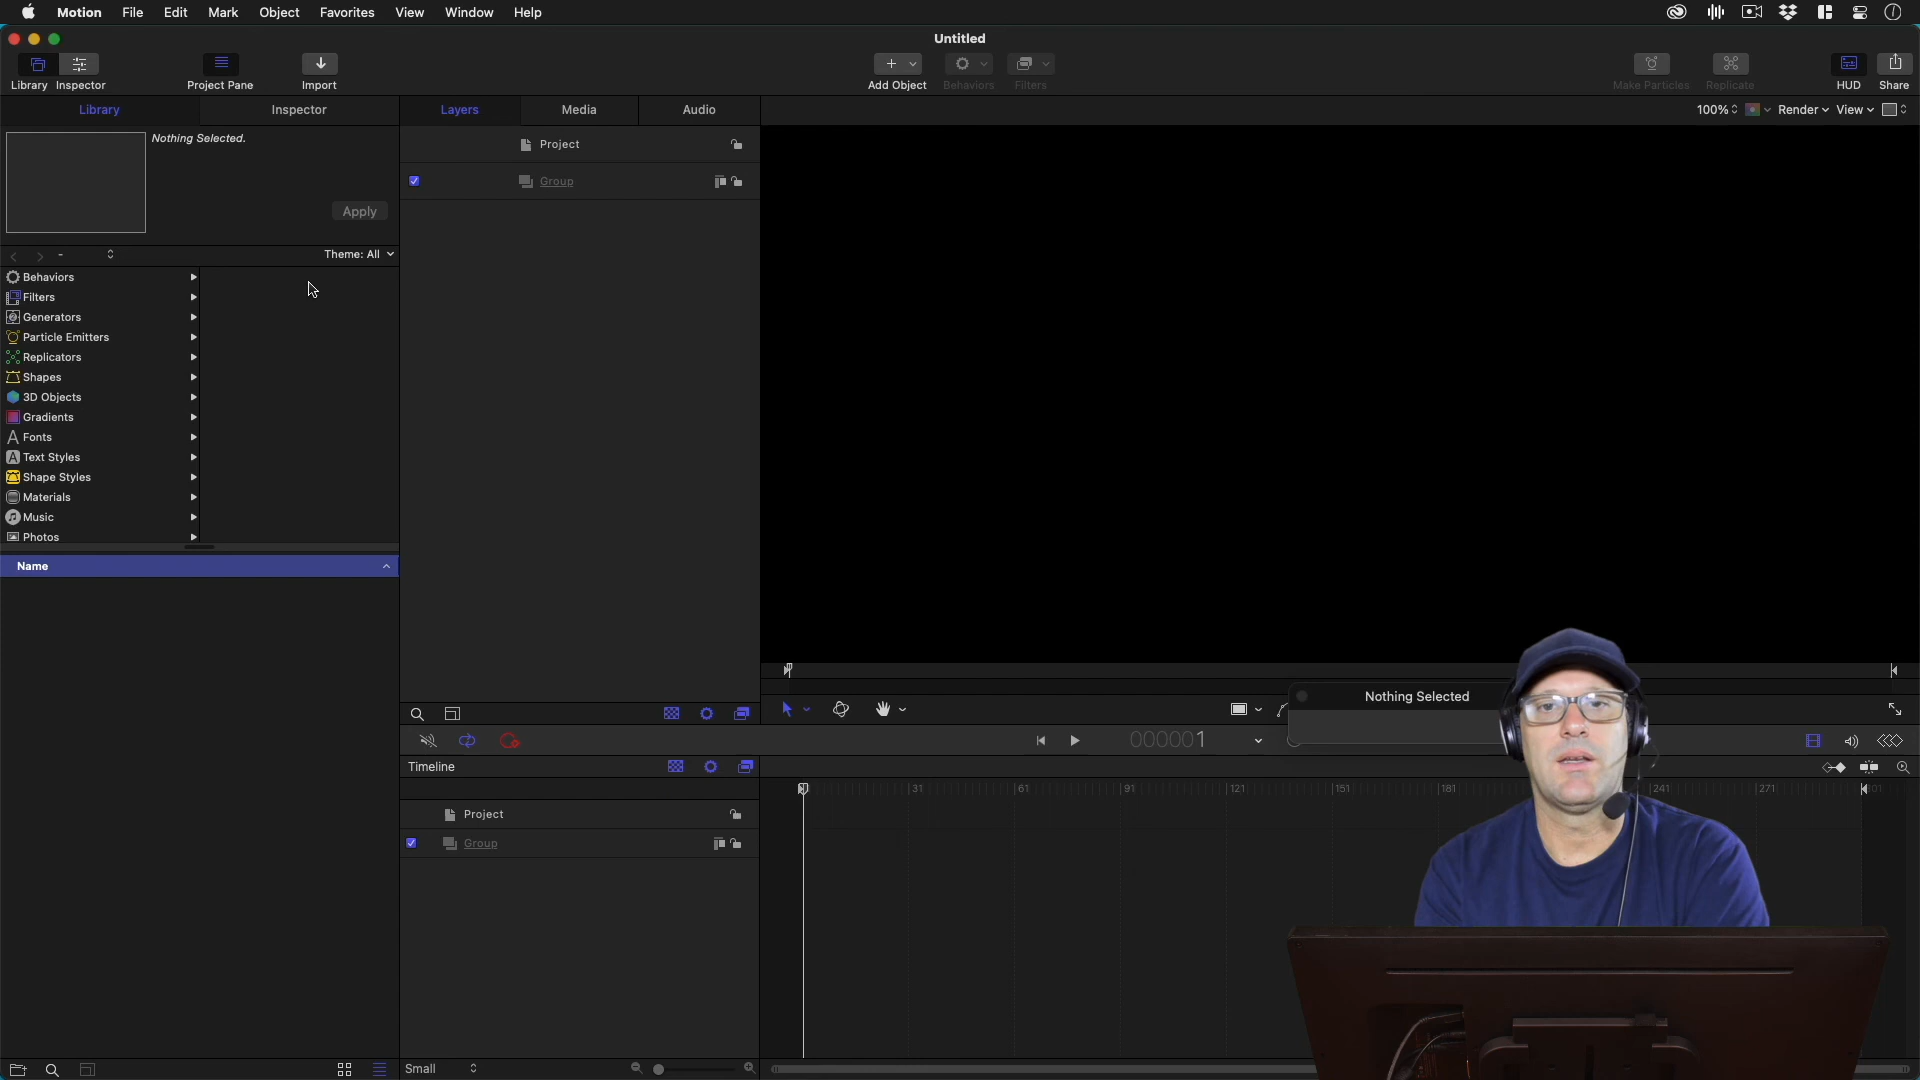 Motion File Edit Mark Object Favorites View Window Help
Untitled
Library Inspector Project Pane Import Add Object Behaviors Filters Make Particles Replicate HUD Share
Library Inspector Layers Media Audio 100% Render View
Nothing Selected.
Apply
Project
Group
- Theme: All
Behaviors
Filters
Generators
Particle Emitters
Replicators
Shapes
3D Objects
Gradients
Fonts
Text Styles
Shape Styles
Materials
Music
Photos
Name
Nothing Selected
000001
Timeline
31 61 91 121 151 181 241 271
Project
Group
Small